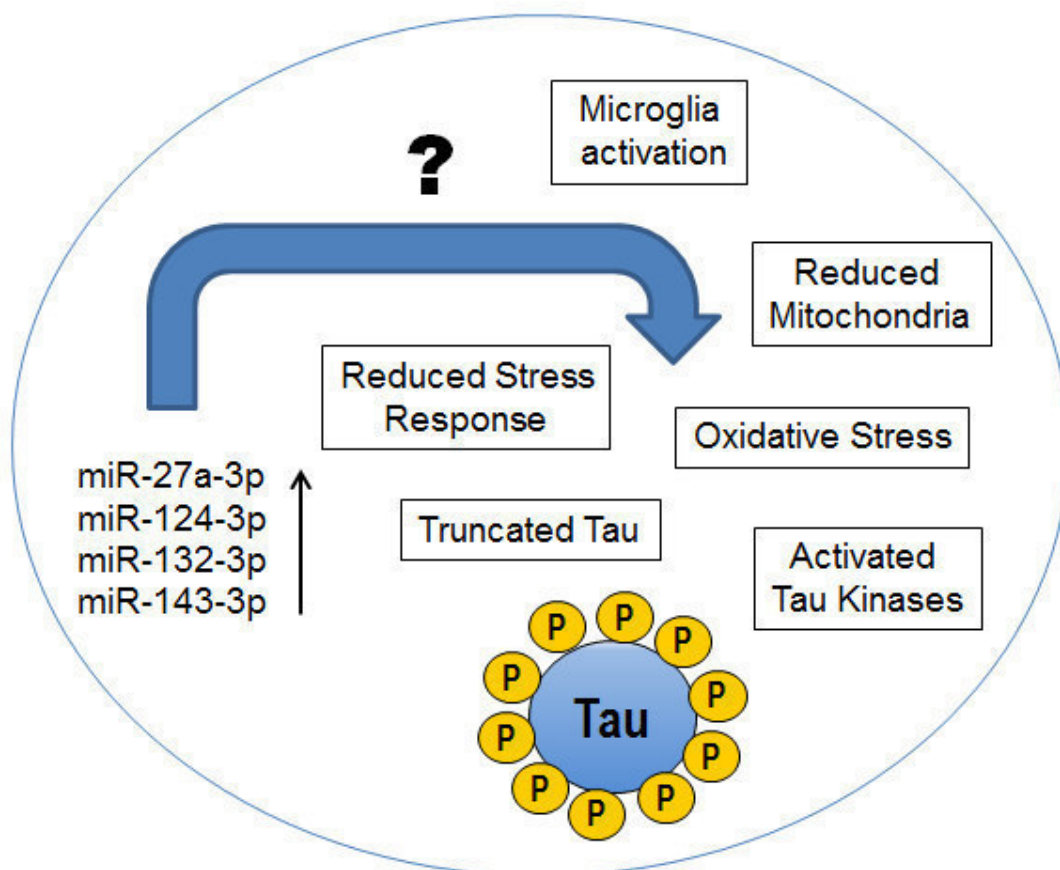 Microglia
activation
?
Reduced
Mitochondria
Reduced Stress
Response
Oxidative Stress
miR-27a-3p
miR-124-3p
miR-132-3p
miR-143-3p
Truncated Tau
Activated
Tau Kinases
P
P
P
P
P
P
Tau
P
P
P
P
P